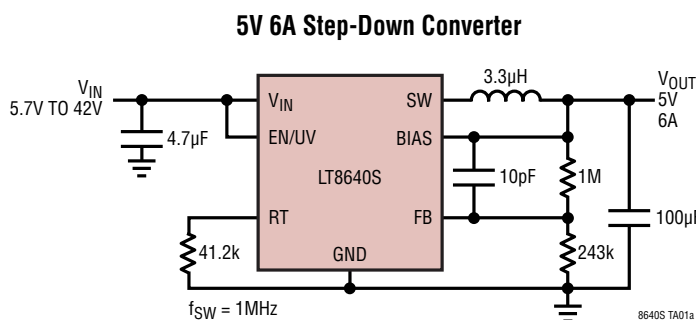 5V 6A Step-Down Converter
V_IN
5.7V TO 42V
4.7µF
V_IN
EN/UV
RT
SW
BIAS
FB
LT8640S
GND
3.3µH
10pF
1M
243k
V_OUT
5V
6A
100µF
41.2k
f_SW = 1MHz
8640S TA01a